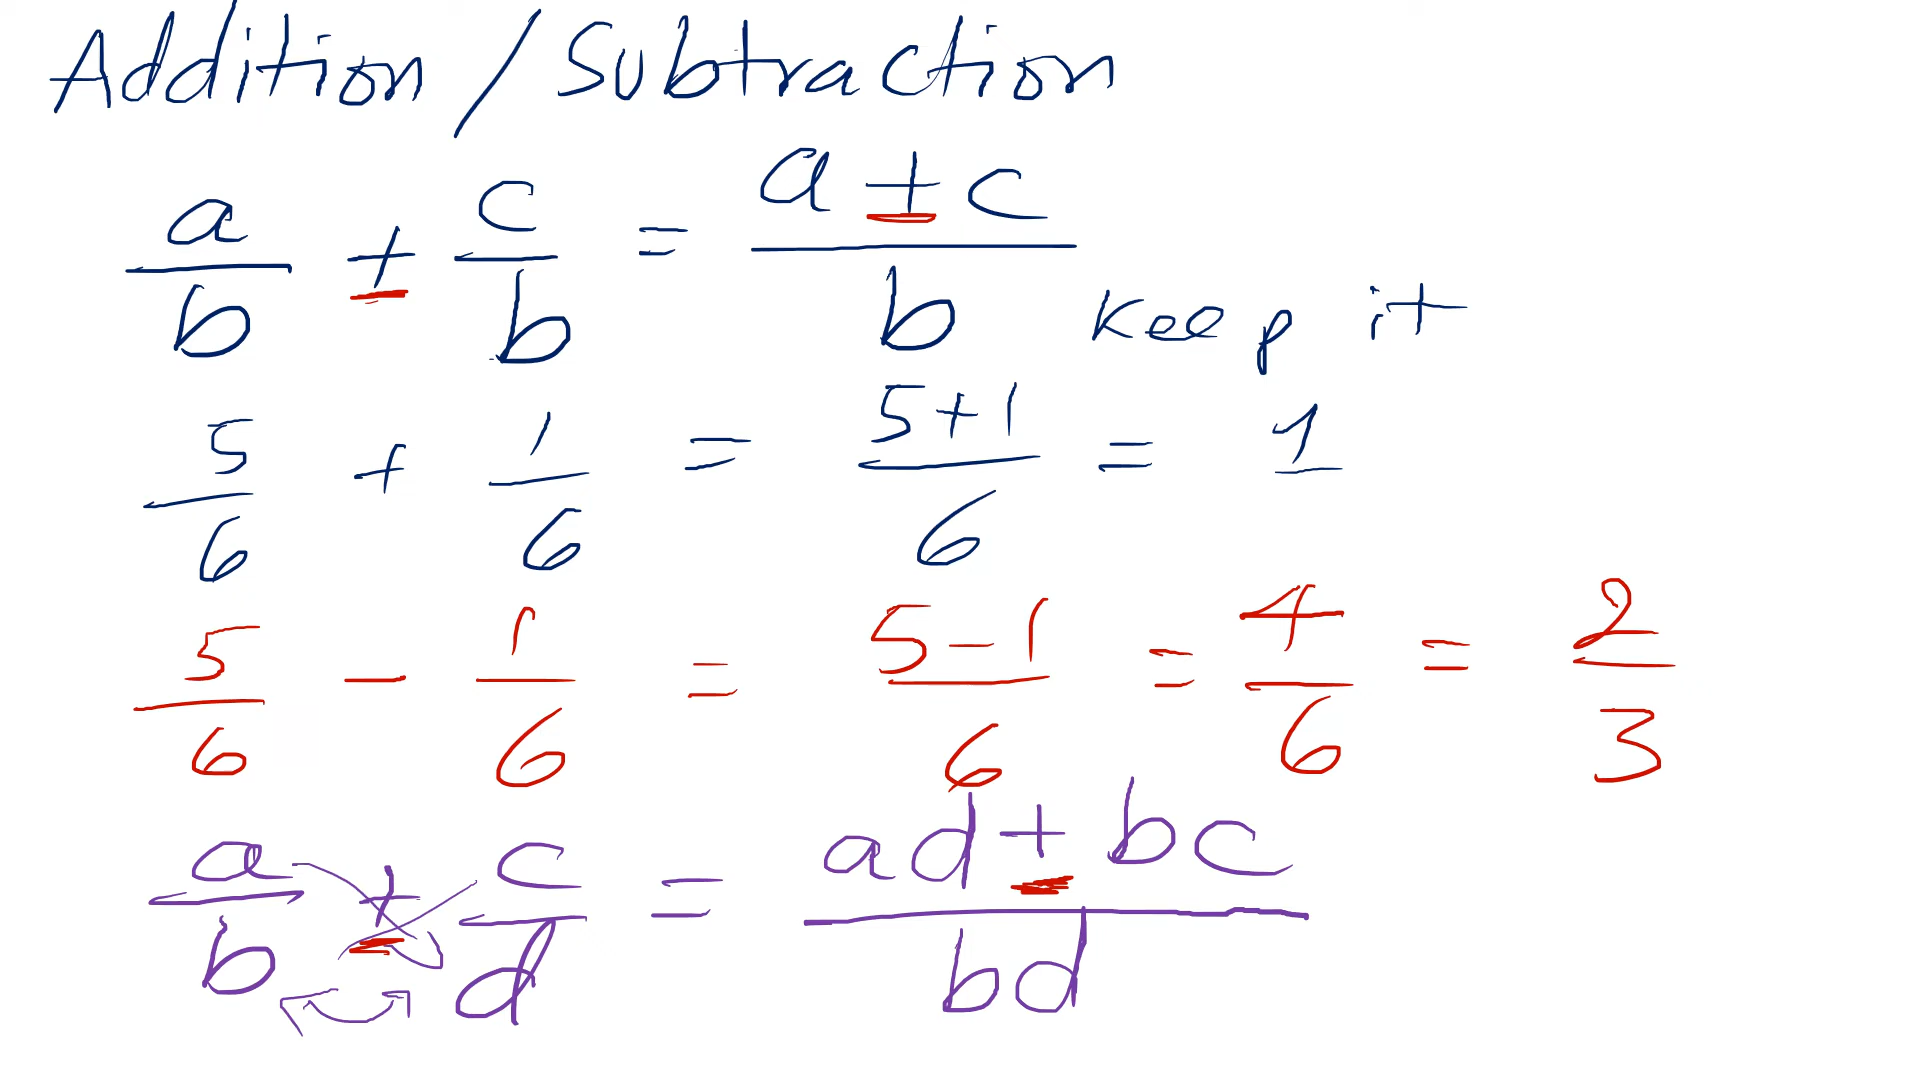 Addition / Subtraction
a/b ± c/b = (a ± c)/b Keep it
5/6 + 1/6 = (5+1)/6 = 1
5/6 - 1/6 = (5-1)/6 = 4/6 = 2/3
a/b ± c/d = (ad ± bc)/bd